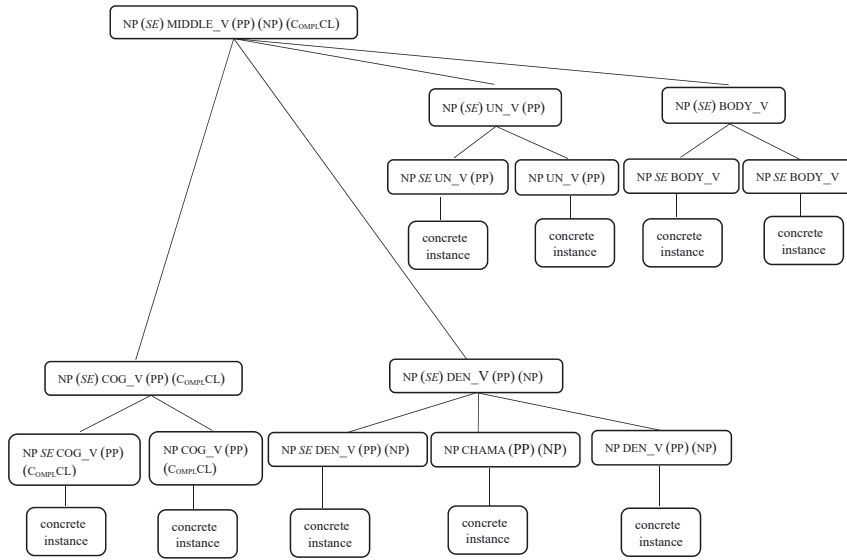 NP (SE) MIDDLE_V (PP) (NP) (COMPLCL)
NP (SE) UN_V (PP)
NP (SE) BODY_V
NP SE UN_V (PP)
NP UN_V (PP)
NP SE BODY_V
NP SE BODY_V
concrete
instance
concrete
instance
concrete
instance
concrete
instance
NP (SE) COG_V (PP) (COMPLCL)
NP (SE) DEN_V (PP) (NP)
NP SE COG_V (PP)
(COMPLCL)
NP COG_V (PP)
(COMPLCL)
NP SE DEN_V (PP) (NP)
NP CHAMA (PP) (NP)
NP DEN_V (PP) (NP)
concrete
instance
concrete
instance
concrete
instance
concrete
instance
concrete
instance